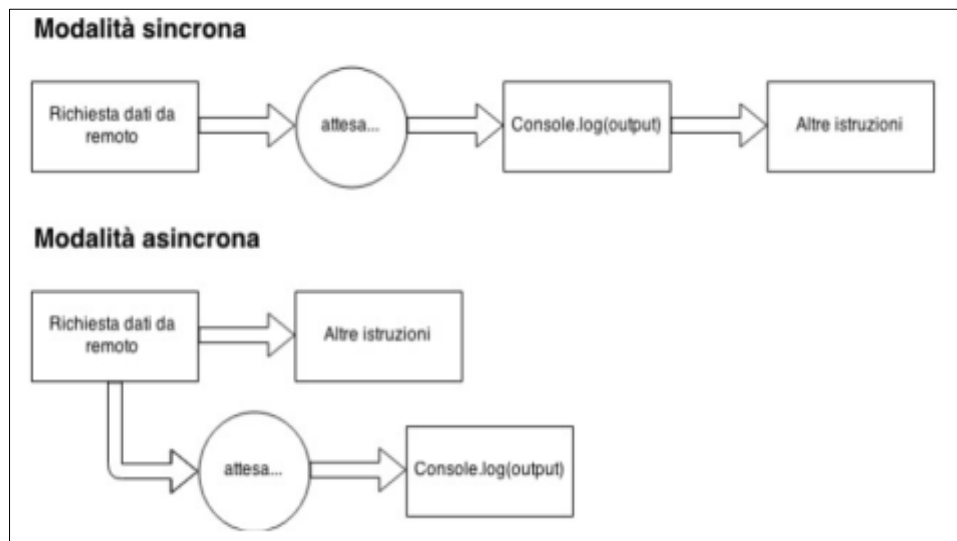 Modalità sincrona
Richiesta dati da
remoto
attesa...
Console.log(output)
Altre istruzioni
Modalità asincrona
Richiesta dati da
remoto
Altre istruzioni
attesa...
Console.log(output)